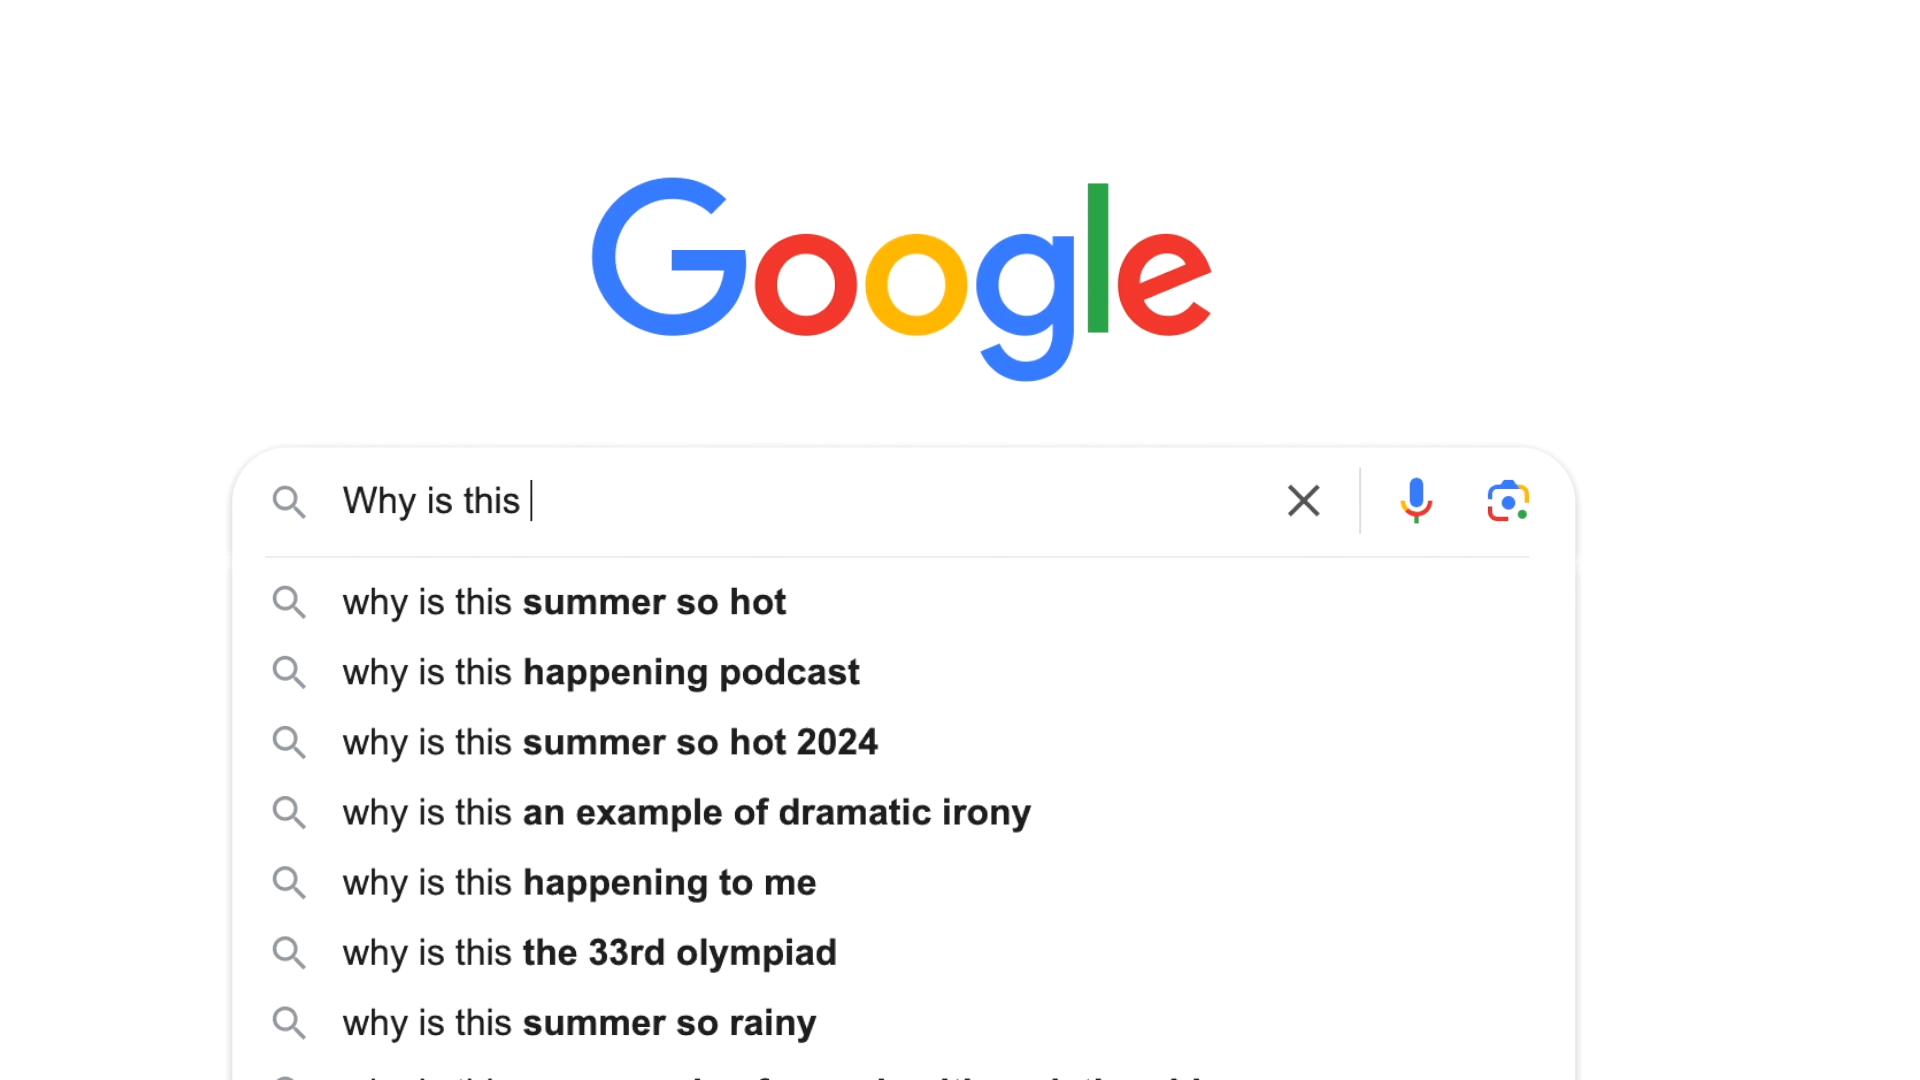 Google
Why is this
why is this summer so hot
why is this happening podcast
why is this summer so hot 2024
why is this an example of dramatic irony
why is this happening to me
why is this the 33rd olympiad
why is this summer so rainy